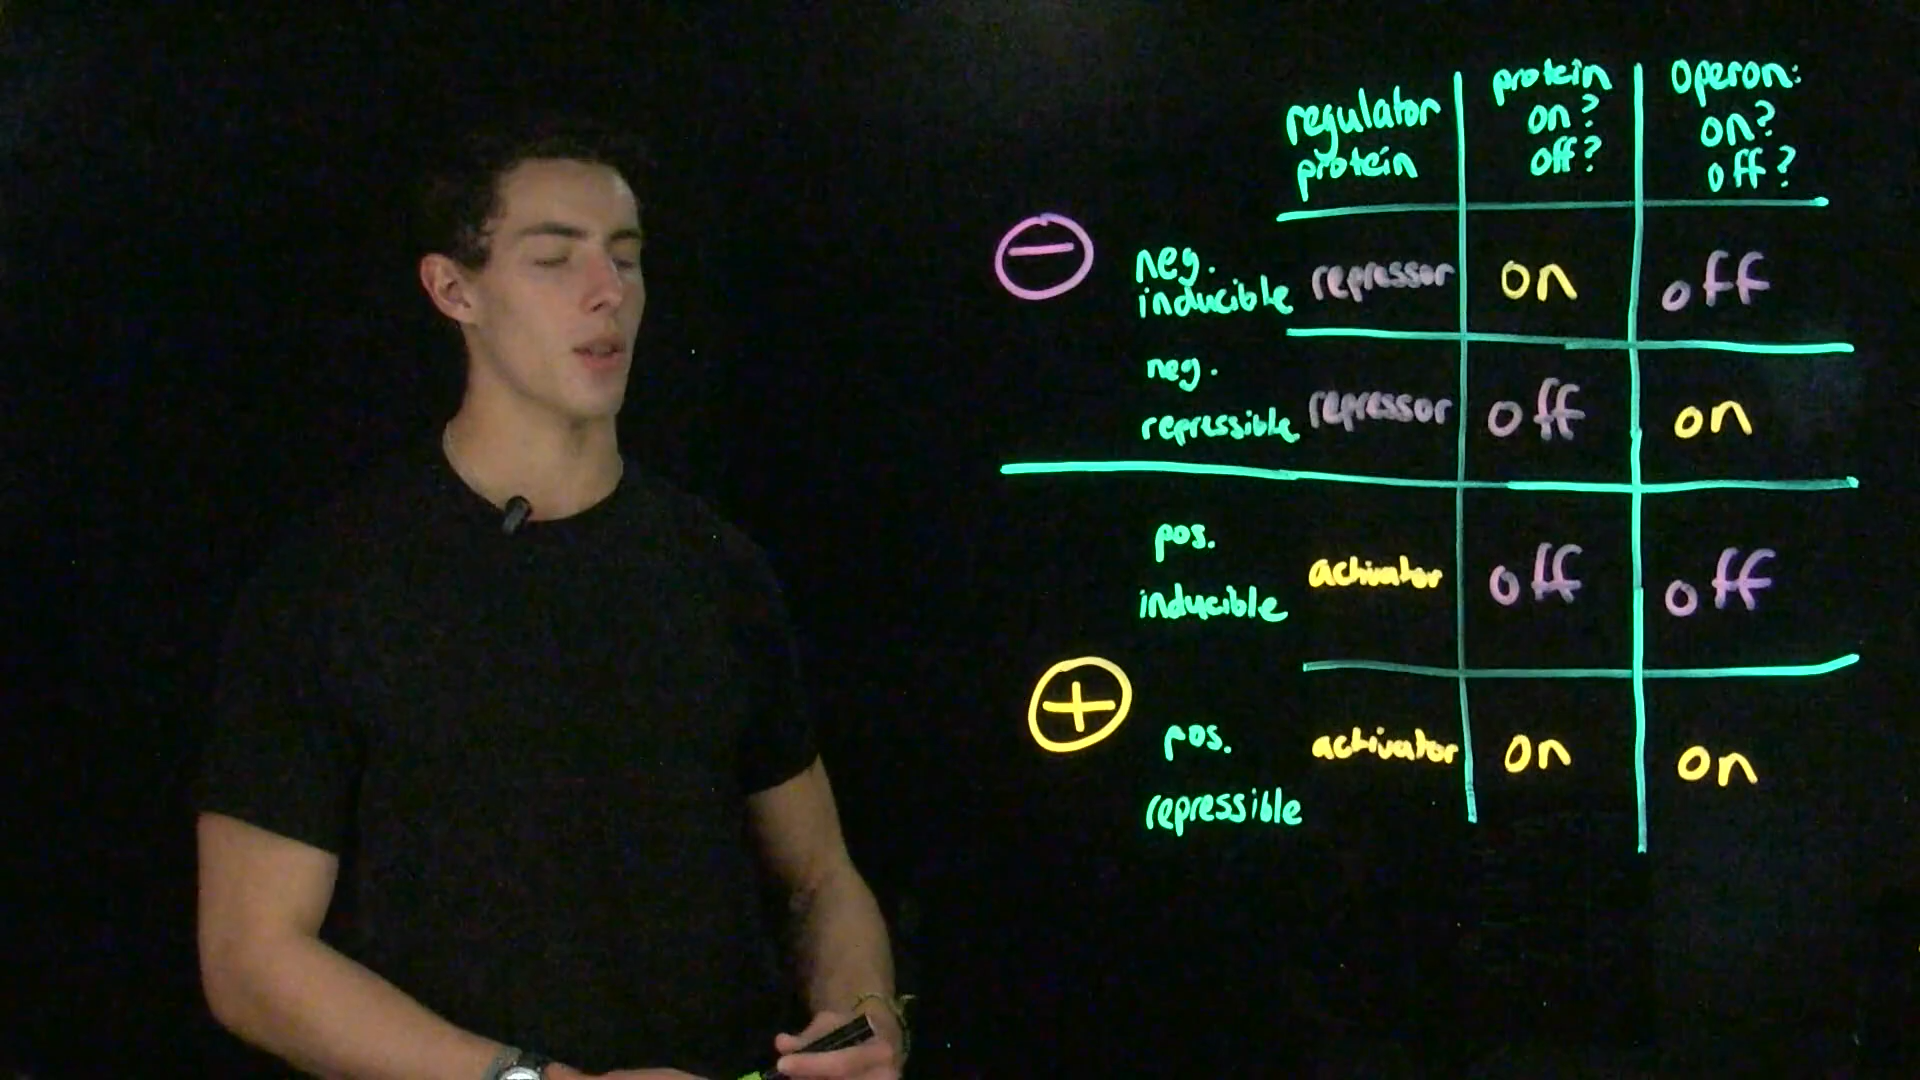 regulator protein
protein on? off?
operon: on? off?
−
neg. inducible
repressor
on
off
neg. repressible
repressor
off
on
pos. inducible
activator
off
off
+
pos. repressible
activator
on
on